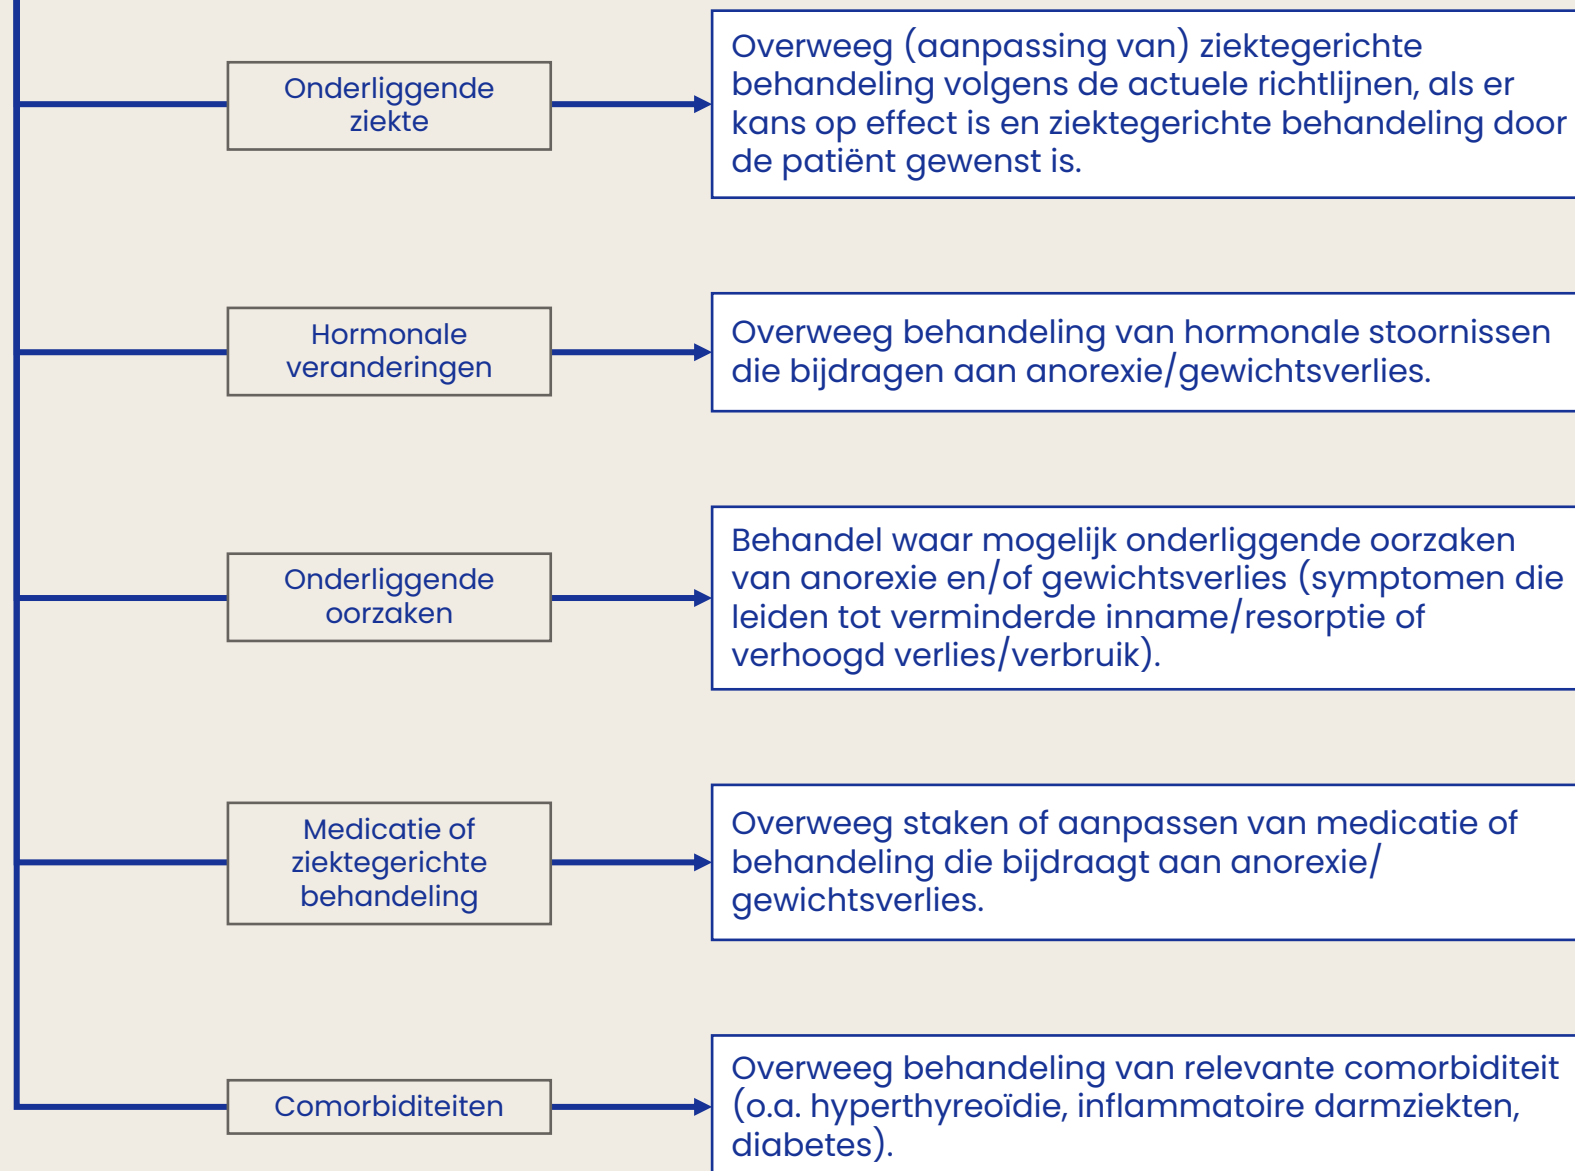 Onderliggende
ziekte
Overweeg (aanpassing van) ziektegerichte
behandeling volgens de actuele richtlijnen, als er
kans op effect is en ziektegerichte behandeling door
de patiënt gewenst is.
Hormonale
veranderingen
Overweeg behandeling van hormonale stoornissen
die bijdragen aan anorexie/gewichtsverlies.
Onderliggende
oorzaken
Behandel waar mogelijk onderliggende oorzaken
van anorexie en/of gewichtsverlies (symptomen die
leiden tot verminderde inname/resorptie of
verhoogd verlies/verbruik).
Medicatie of
ziektegerichte
behandeling
Overweeg staken of aanpassen van medicatie of
behandeling die bijdraagt aan anorexie/
gewichtsverlies.
Comorbiditeiten
Overweeg behandeling van relevante comorbiditeit
(o.a. hyperthyreoïdie, inflammatoire darmziekten,
diabetes).